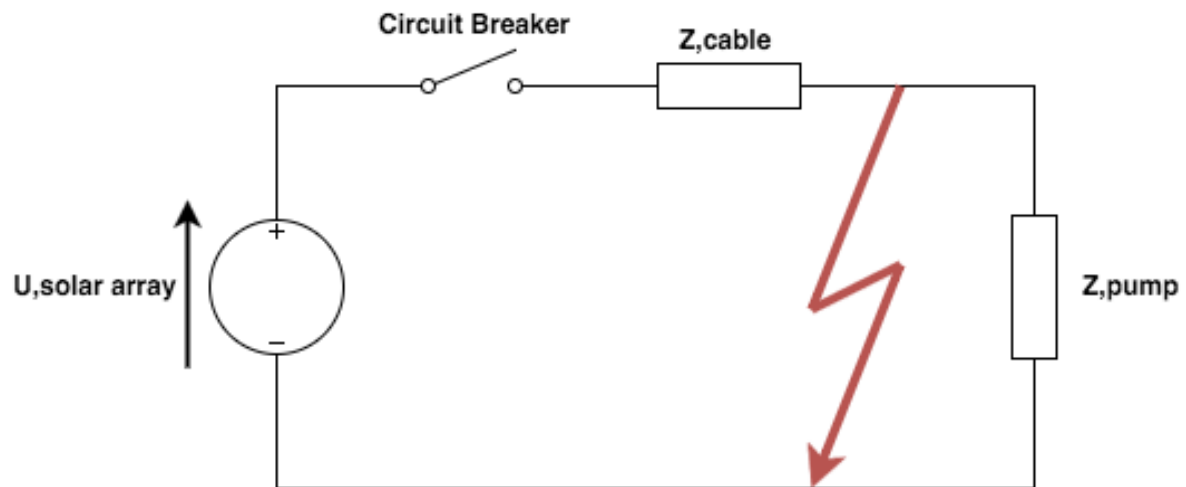 Circuit Breaker
Z,cable
+
U,solar array
Z,pump
−